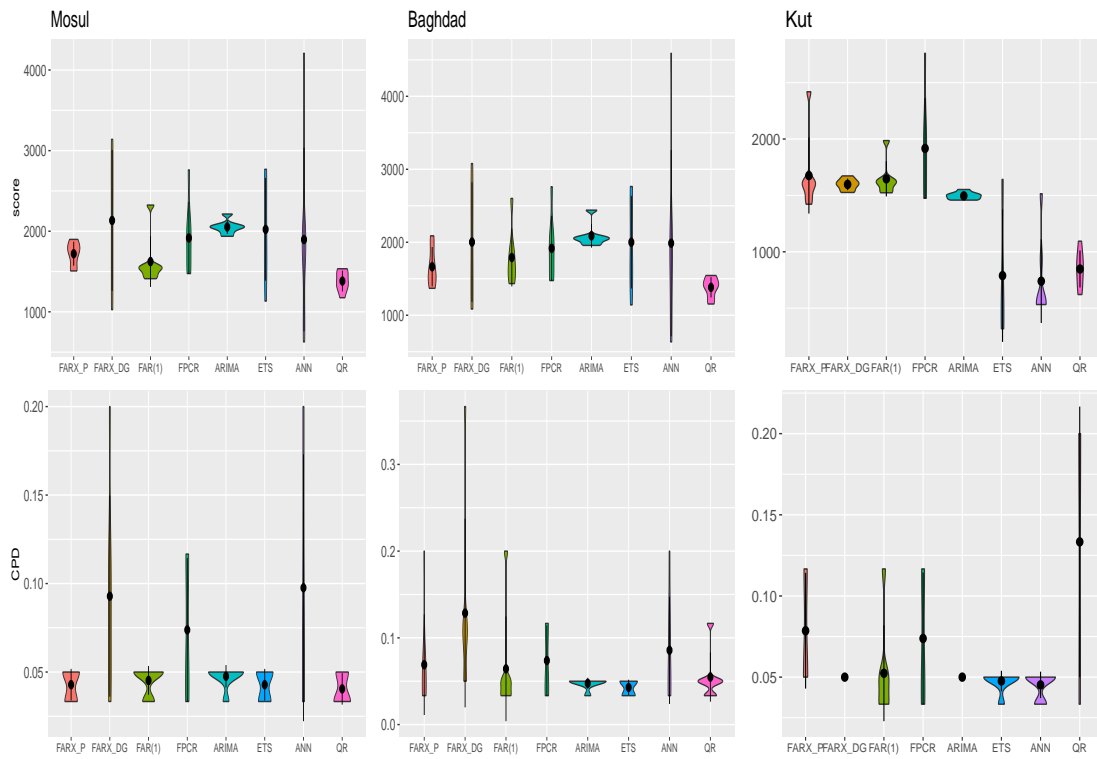 Mosul
Baghdad
Kut
score
4000
3000
2000
1000
4000
3000
2000
1000
2000
1000
FARX_P FARX_DG FAR(1) FPCR ARIMA ETS ANN QR
FARX_P FARX_DG FAR(1) FPCR ARIMA ETS ANN QR
FARX_P FARX_DG FAR(1) FPCR ARIMA ETS ANN QR
CPD
0.20
0.15
0.10
0.05
0.3
0.2
0.1
0.0
0.20
0.15
0.10
0.05
FARX_P FARX_DG FAR(1) FPCR ARIMA ETS ANN QR
FARX_P FARX_DG FAR(1) FPCR ARIMA ETS ANN QR
FARX_P FARX_DG FAR(1) FPCR ARIMA ETS ANN QR